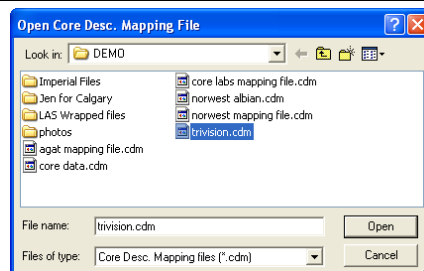 Open Core Desc. Mapping File
Look in: DEMO
Imperial Files
Jen for Calgary
LAS Wrapped files
photos
agat mapping file.cdm
core data.cdm
core labs mapping file.cdm
norwest albian.cdm
norwest mapping file.cdm
trivision.cdm
File name: trivision.cdm Open
Files of type: Core Desc. Mapping files (*.cdm) Cancel